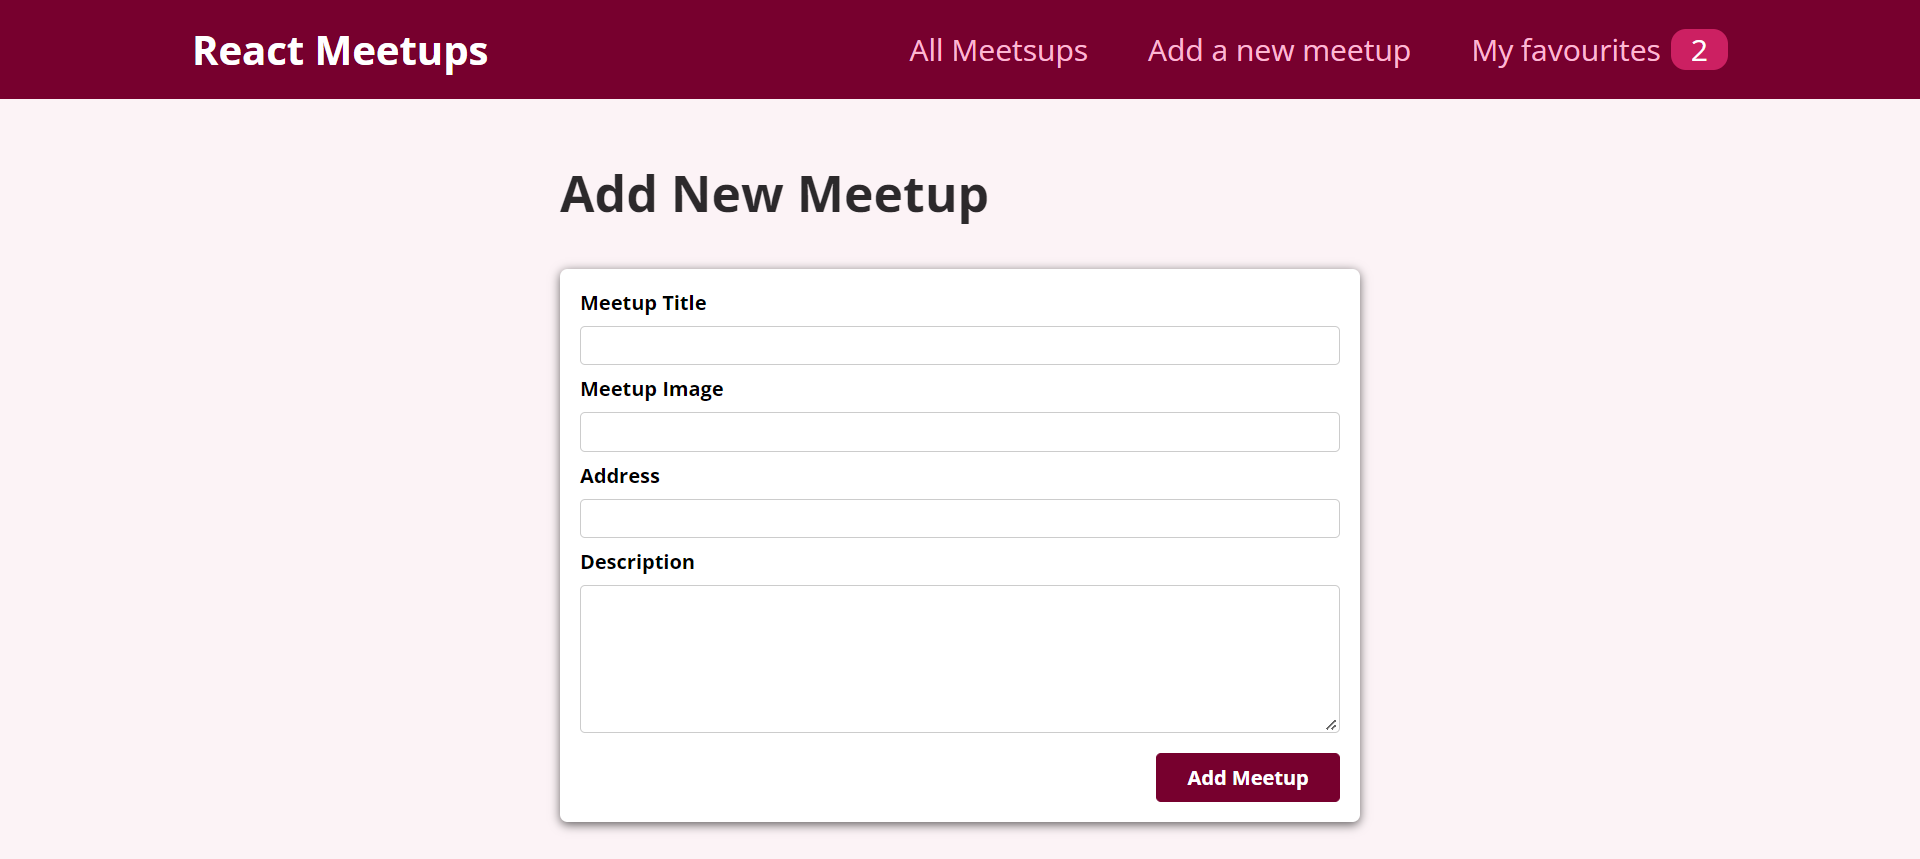 React Meetups
All Meetsups
Add a new meetup
My favourites 2
Add New Meetup
Meetup Title
Meetup Image
Address
Description
Add Meetup